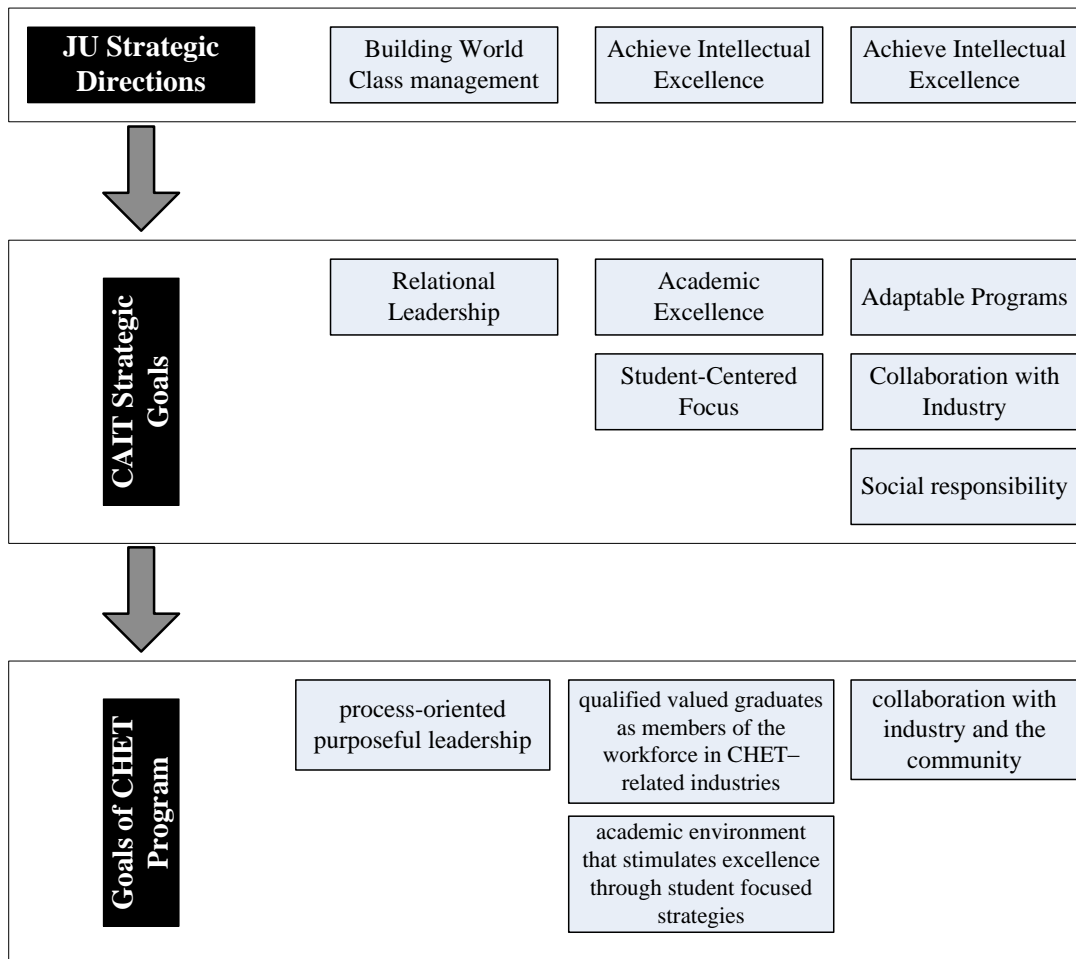 JU Strategic
Directions
Building World
Class management
Achieve Intellectual
Excellence
Achieve Intellectual
Excellence
CAIT Strategic
Goals
Relational
Leadership
Academic
Excellence
Adaptable Programs
Student-Centered
Focus
Collaboration with
Industry
Social responsibility
Goals of CHET
Program
process-oriented
purposeful leadership
qualified valued graduates
as members of the
workforce in CHET–
related industries
collaboration with
industry and the
community
academic environment
that stimulates excellence
through student focused
strategies